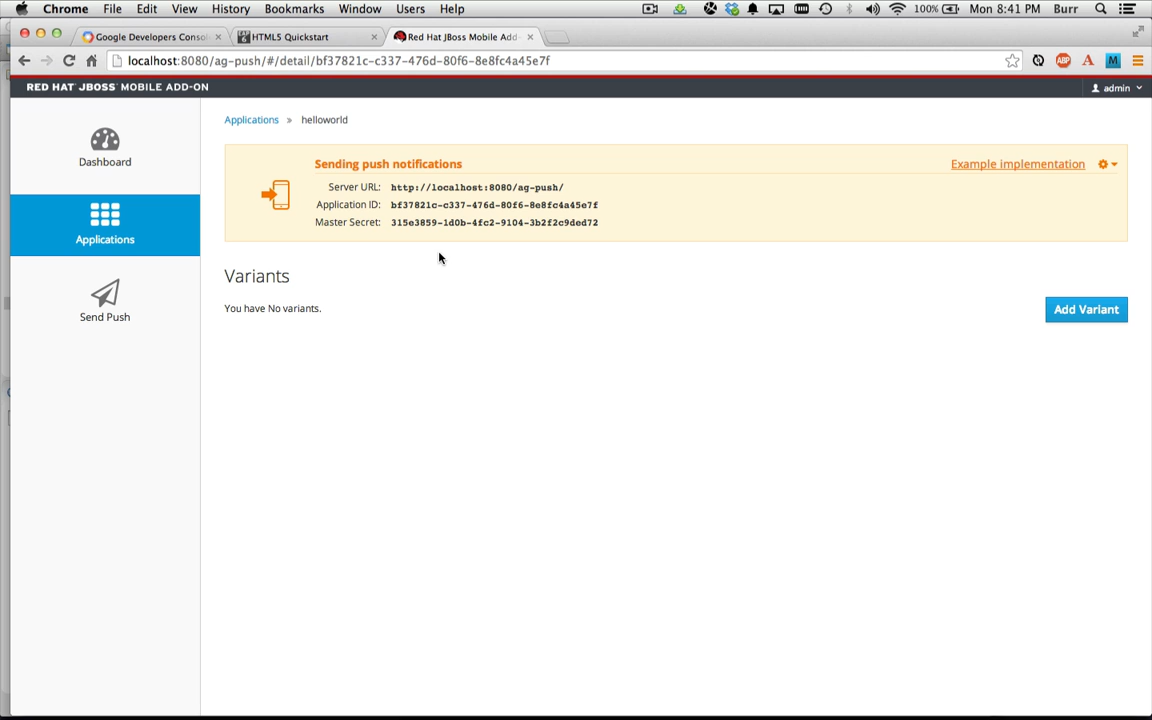 Chrome File Edit View History Bookmarks Window Users Help 100% Mon 8:41 PM Burr
Google Developers Conso HTML5 Quickstart Red Hat JBoss Mobile Add-
localhost:8080/ag-push/#/detail/bf37821c-c337-476d-80f6-8e8fc4a45e7f ABP A M
RED HAT JBOSS MOBILE ADD-ON admin
Dashboard
Applications
Send Push
Applications » helloworld
Sending push notifications Example implementation
Server URL: http://localhost:8080/ag-push/
Application ID: bf37821c-c337-476d-80f6-8e8fc4a45e7f
Master Secret: 315e3859-1d0b-4fc2-9104-3b2f2c9ded72
Variants
You have No variants.
Add Variant